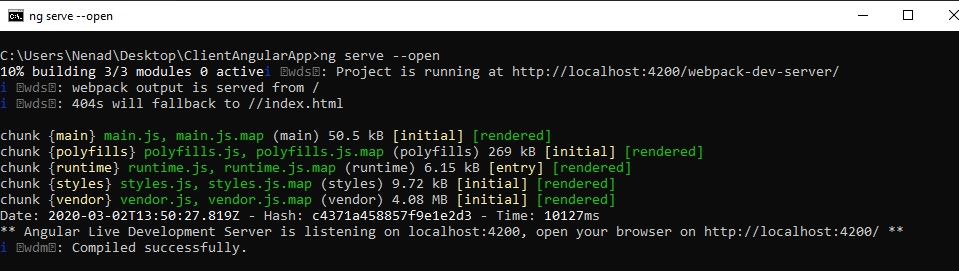 ng serve --open
C:\Users\Nenad\Desktop\ClientAngularApp>ng serve --open
10% building 3/3 modules 0 activei ｢wds｣: Project is running at http://localhost:4200/webpack-dev-server/
i ｢wds｣: webpack output is served from /
i ｢wds｣: 404s will fallback to //index.html
chunk {main} main.js, main.js.map (main) 50.5 kB [initial] [rendered]
chunk {polyfills} polyfills.js, polyfills.js.map (polyfills) 269 kB [initial] [rendered]
chunk {runtime} runtime.js, runtime.js.map (runtime) 6.15 kB [entry] [rendered]
chunk {styles} styles.js, styles.js.map (styles) 9.72 kB [initial] [rendered]
chunk {vendor} vendor.js, vendor.js.map (vendor) 4.08 MB [initial] [rendered]
Date: 2020-03-02T13:50:27.819Z - Hash: c4371a458857f9e1e2d3 - Time: 10127ms
** Angular Live Development Server is listening on localhost:4200, open your browser on http://localhost:4200/ **
i ｢wdm｣: Compiled successfully.